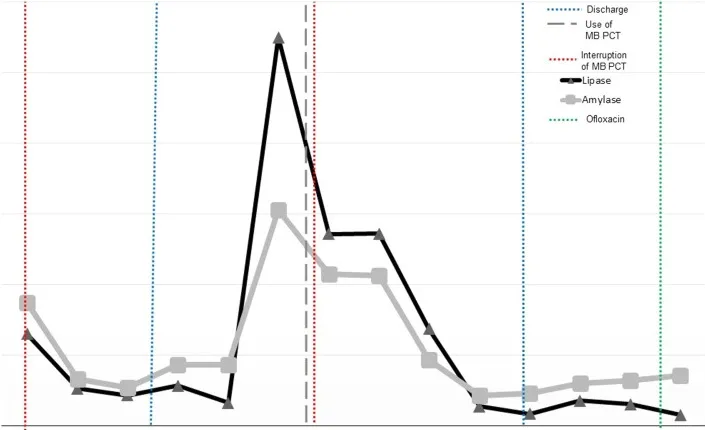 Discharge
Use of
MB PCT
Interruption
of MB PCT
Lipase
Amylase
Ofloxacin